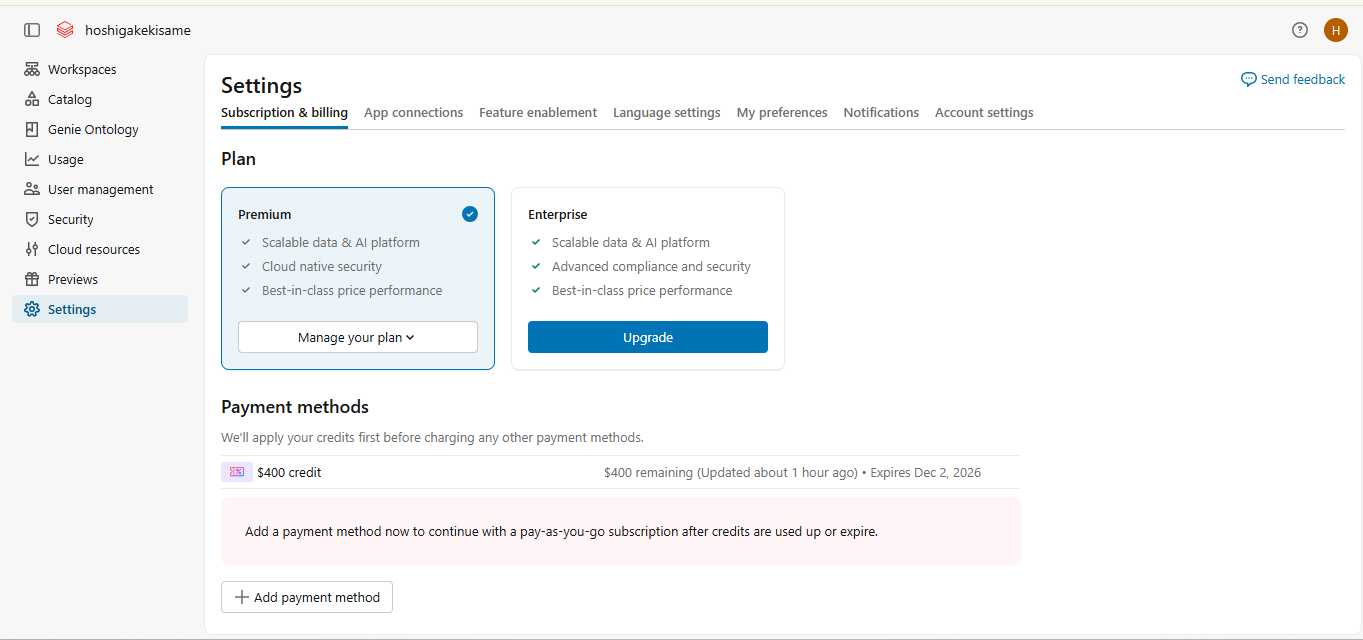 hoshigakekisame
H
Workspaces
Catalog
Genie Ontology
Usage
User management
Security
Cloud resources
Previews
Settings
Settings
Send feedback
Subscription & billing App connections Feature enablement Language settings My preferences Notifications Account settings
Plan
Premium
Scalable data & AI platform
Cloud native security
Best-in-class price performance
Manage your plan
Enterprise
Scalable data & AI platform
Advanced compliance and security
Best-in-class price performance
Upgrade
Payment methods
We'll apply your credits first before charging any other payment methods.
$400 credit $400 remaining (Updated about 1 hour ago) • Expires Dec 2, 2026
Add a payment method now to continue with a pay-as-you-go subscription after credits are used up or expire.
Add payment method